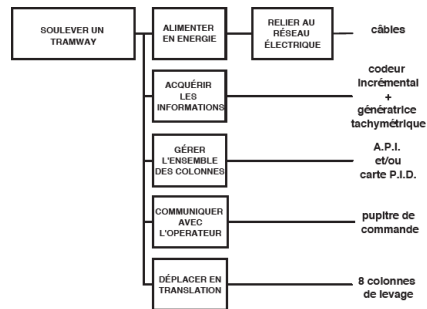 SOULEVER UN
TRAMWAY
ALIMENTER
EN ENERGIE
RELIER AU
RÉSEAU
ÉLECTRIQUE
câbles
ACQUÉRIR
LES
INFORMATIONS
codeur
incrémental
+
génératrice
tachymétrique
GÉRER
L'ENSEMBLE
DES COLONNES
A.P.I.
et/ou
carte P.I.D.
COMMUNIQUER
AVEC
L'OPERATEUR
pupitre de
commande
DÉPLACER EN
TRANSLATION
8 colonnes
de levage